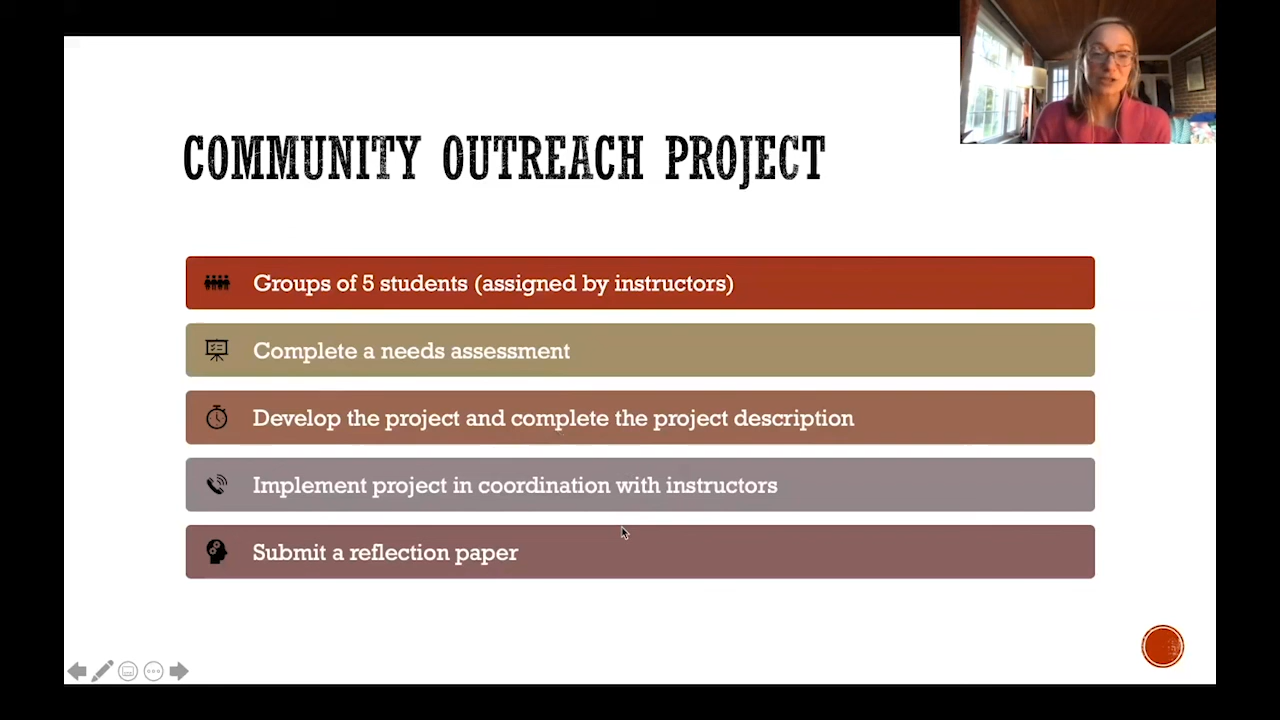 COMMUNITY OUTREACH PROJECT
Groups of 5 students (assigned by instructors)
Complete a needs assessment
Develop the project and complete the project description
Implement project in coordination with instructors
Submit a reflection paper